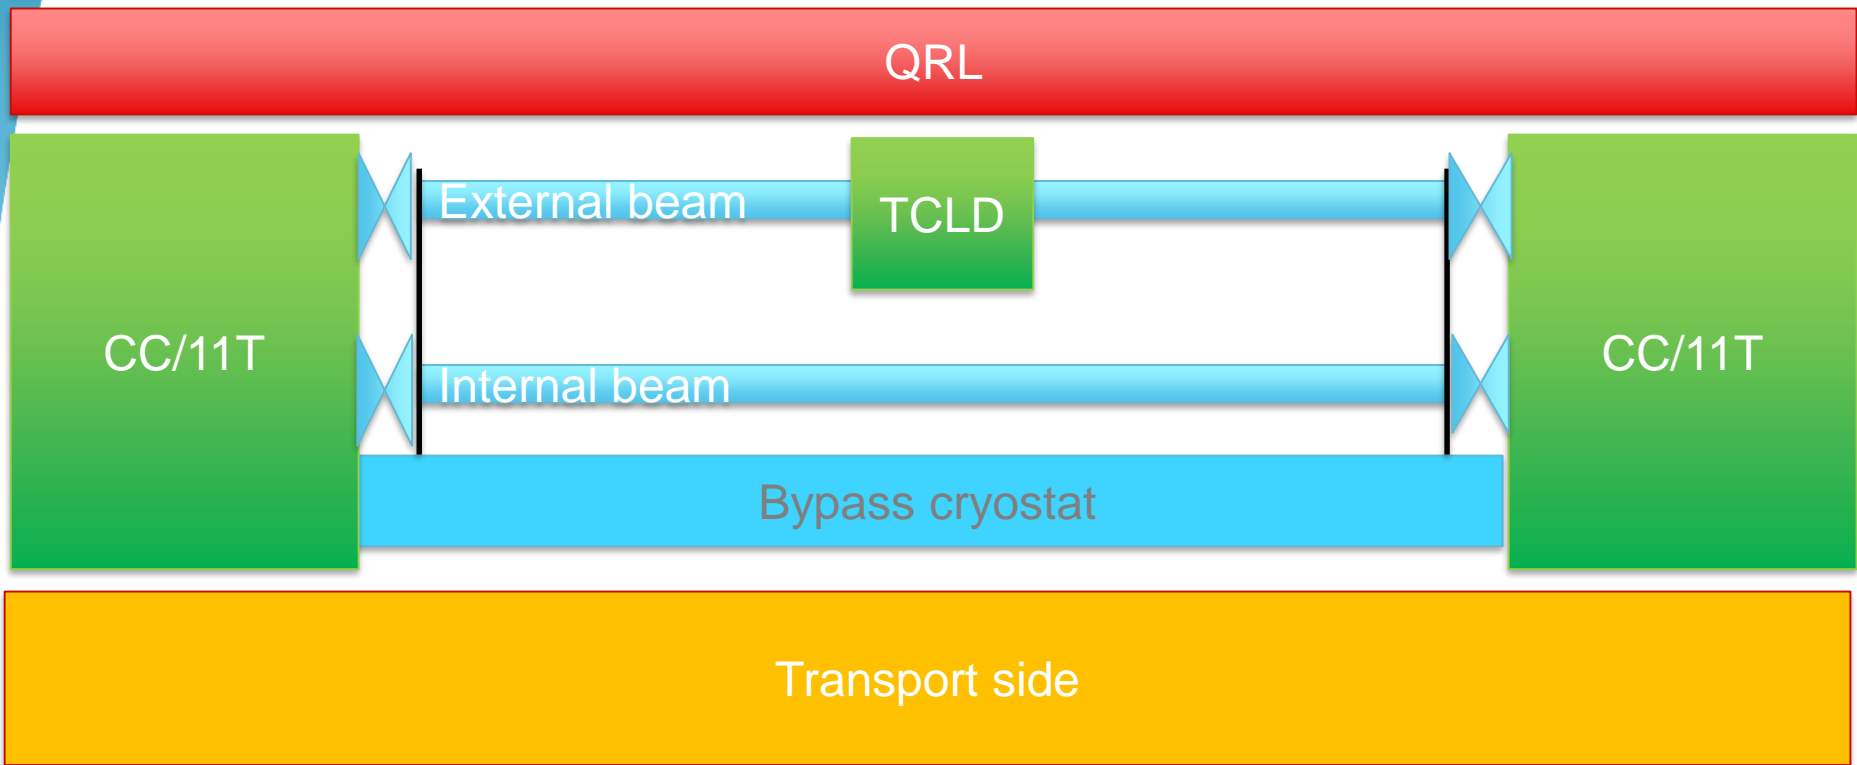 QRL
External beam
TCLD
CC/11T
CC/11T
Internal beam
Bypass cryostat
Transport side